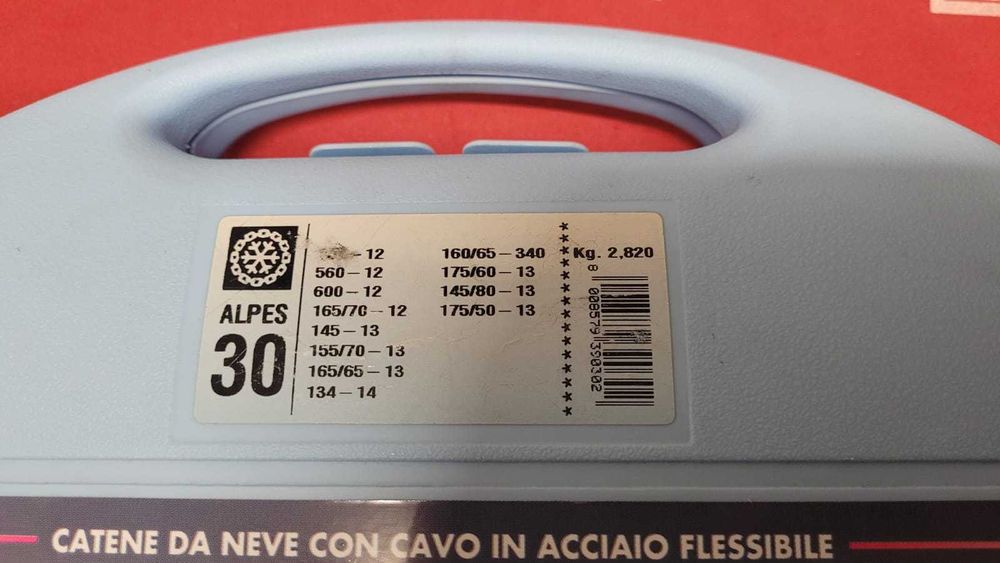 ALPES
30
– 12
560 – 12
600 – 12
165/70 – 12
145 – 13
155/70 – 13
165/65 – 13
134 – 14
160/65 – 340
175/60 – 13
145/80 – 13
175/50 – 13
Kg. 2,820
8 008579 390302
CATENE DA NEVE CON CAVO IN ACCIAIO FLESSIBILE